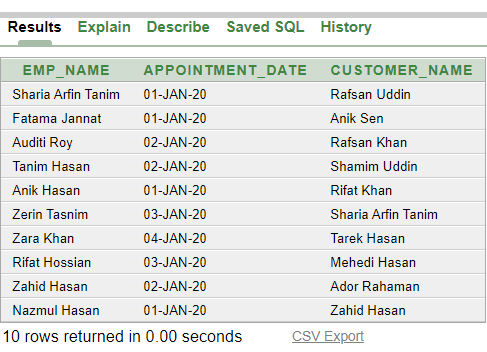 Results Explain Describe Saved SQL History
EMP_NAME APPOINTMENT_DATE CUSTOMER_NAME
Sharia Arfin Tanim 01-JAN-20 Rafsan Uddin
Fatama Jannat 01-JAN-20 Anik Sen
Auditi Roy 02-JAN-20 Rafsan Khan
Tanim Hasan 02-JAN-20 Shamim Uddin
Anik Hasan 01-JAN-20 Rifat Khan
Zerin Tasnim 03-JAN-20 Sharia Arfin Tanim
Zara Khan 04-JAN-20 Tarek Hasan
Rifat Hossian 03-JAN-20 Mehedi Hasan
Zahid Hasan 02-JAN-20 Ador Rahaman
Nazmul Hasan 01-JAN-20 Zahid Hasan
10 rows returned in 0.00 seconds CSV Export